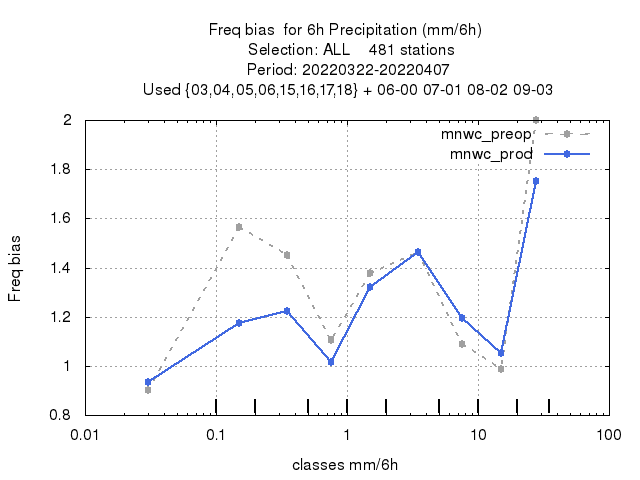 Freq bias  for 6h Precipitation (mm/6h)
Selection: ALL    481 stations
Period: 20220322-20220407
Used {03,04,05,06,15,16,17,18} + 06-00 07-01 08-02 09-03
mnwc_preop
mnwc_prod
2
1.8
1.6
1.4
1.2
1
0.8
Freq bias
0.01
0.1
1
10
100
classes mm/6h